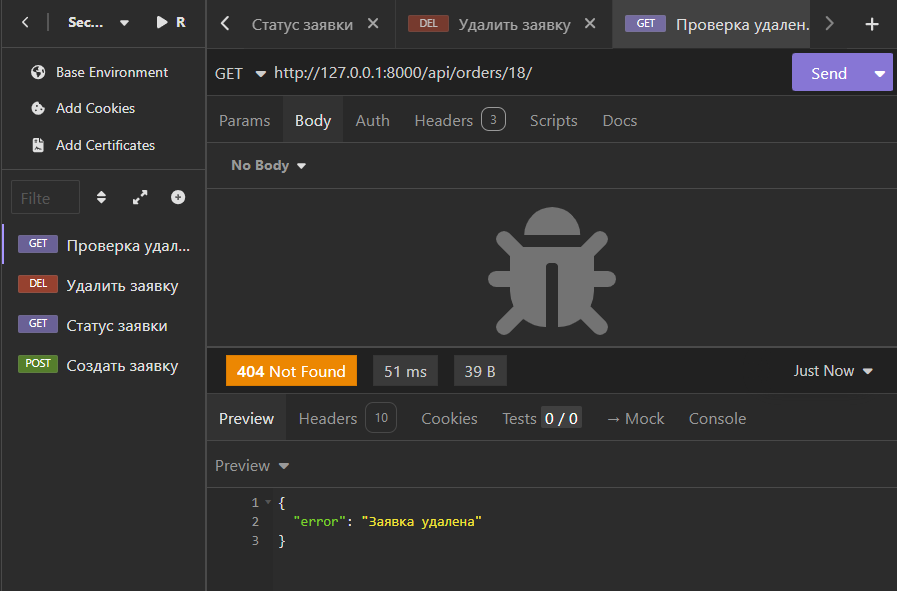 Sec... R
Base Environment
Add Cookies
Add Certificates
Filte
GET Проверка удал...
DEL Удалить заявку
GET Статус заявки
POST Создать заявку
Статус заявки DEL Удалить заявку GET Проверка удален.
GET http://127.0.0.1:8000/api/orders/18/ Send
Params Body Auth Headers 3 Scripts Docs
No Body
404 Not Found 51 ms 39 B Just Now
Preview Headers 10 Cookies Tests 0 / 0 → Mock Console
Preview
1 {
2 "error": "Заявка удалена"
3 }